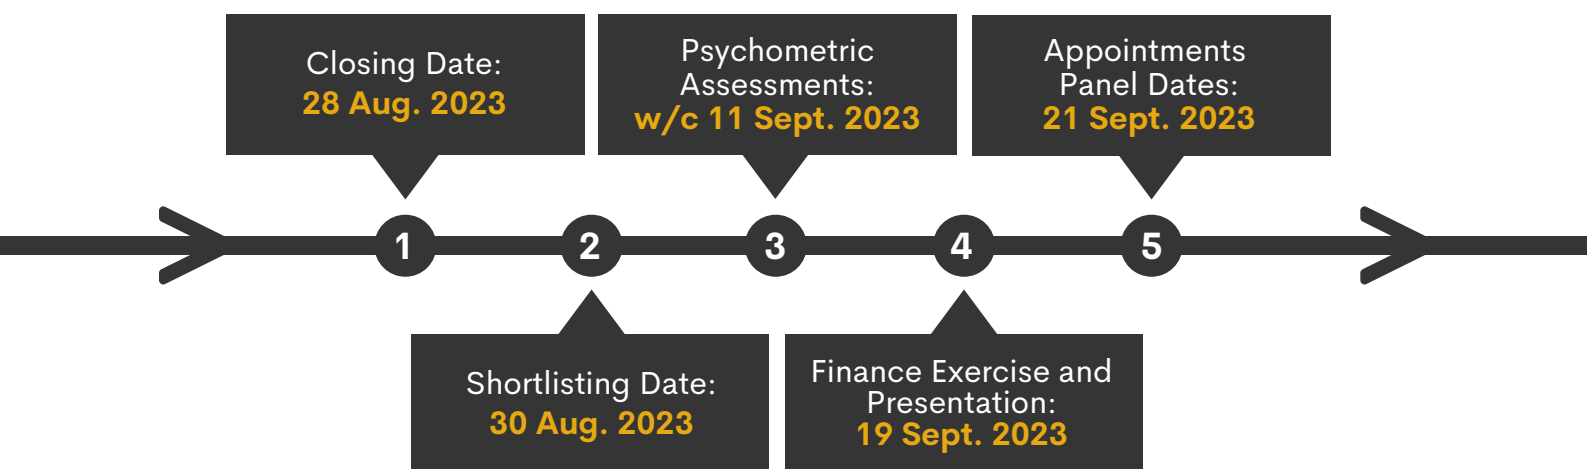 Closing Date:
28 Aug. 2023
Psychometric
Assessments:
w/c 11 Sept. 2023
Appointments
Panel Dates:
21 Sept. 2023
1
2
3
4
5
Shortlisting Date:
30 Aug. 2023
Finance Exercise and
Presentation:
19 Sept. 2023